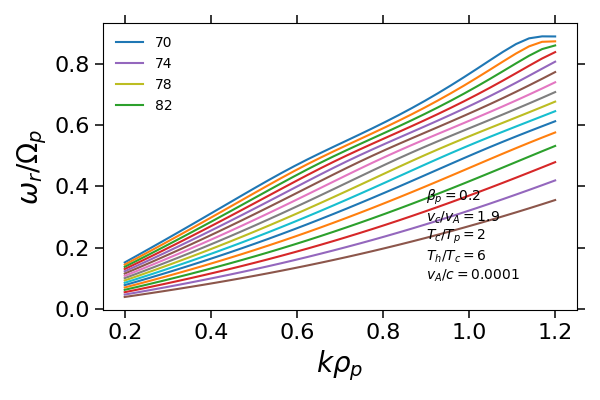 70
74
78
82
ω_r/Ω_p
0.8
0.6
0.4
0.2
0.0
β_p = 0.2
v_c/v_A = 1.9
T_c/T_p = 2
T_h/T_c = 6
v_A/c = 0.0001
0.2 0.4 0.6 0.8 1.0 1.2
kρ_p